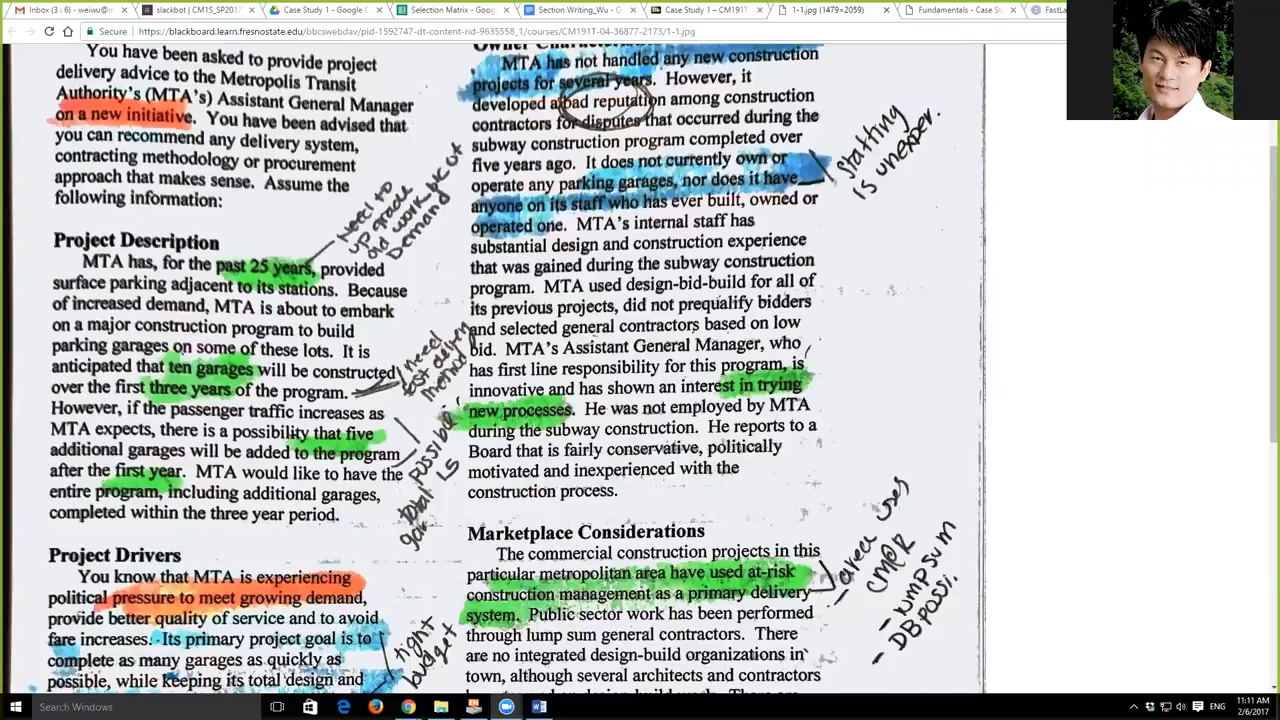 Inbox (3 : 6) - weiwu@
slackbot | CM1S_SP2017
Case Study 1 - Google D
Selection Matrix - Goog
Section Writing_Wu - G
Case Study 1 – CM191T
1-1.jpg (1479×2059)
Fundamentals - Case Stu
FastLa
Secure
https://blackboard.learn.fresnostate.edu/bbcswebdav/pid-1592747-dt-content-rid-9635558_1/courses/CM191T-04-36877-2173/1-1.jpg
You have been asked to provide project
delivery advice to the Metropolis Transit
Authority's (MTA's) Assistant General Manager
on a new initiative. You have been advised that
you can recommend any delivery system,
contracting methodology or procurement
approach that makes sense. Assume the
following information:
Need to
upgrade
old work b/c of
Demand
Project Description
MTA has, for the past 25 years, provided
surface parking adjacent to its stations. Because
of increased demand, MTA is about to embark
on a major construction program to build
parking garages on some of these lots. It is
anticipated that ten garages will be constructed
over the first three years of the program.
However, if the passenger traffic increases as
MTA expects, there is a possibility that five
additional garages will be added to the program
after the first year. MTA would like to have the
entire program, including additional garages,
completed within the three year period.
Need
fast delivery
method
total possible
15
Project Drivers
You know that MTA is experiencing
political pressure to meet growing demand,
provide better quality of service and to avoid
fare increases. Its primary project goal is to
complete as many garages as quickly as
possible, while keeping its total design and
tight
budget
Owner
MTA has not handled any new construction
projects for several years. However, it
developed a bad reputation among construction
contractors for disputes that occurred during the
subway construction program completed over
five years ago. It does not currently own or
operate any parking garages, nor does it have
anyone on its staff who has ever built, owned or
operated one. MTA's internal staff has
substantial design and construction experience
that was gained during the subway construction
program. MTA used design-bid-build for all of
its previous projects, did not prequalify bidders
and selected general contractors based on low
bid. MTA's Assistant General Manager, who
has first line responsibility for this program, is
innovative and has shown an interest in trying
new processes. He was not employed by MTA
during the subway construction. He reports to a
Board that is fairly conservative, politically
motivated and inexperienced with the
construction process.
staffing
is unexper.
Marketplace Considerations
The commercial construction projects in this
particular metropolitan area have used at-risk
construction management as a primary delivery
system. Public sector work has been performed
through lump sum general contractors. There
are no integrated design-build organizations in
town, although several architects and contractors
area uses
- CM@R
- lump sum
- DB possi.
Search Windows
ENG
11:11 AM
2/6/2017